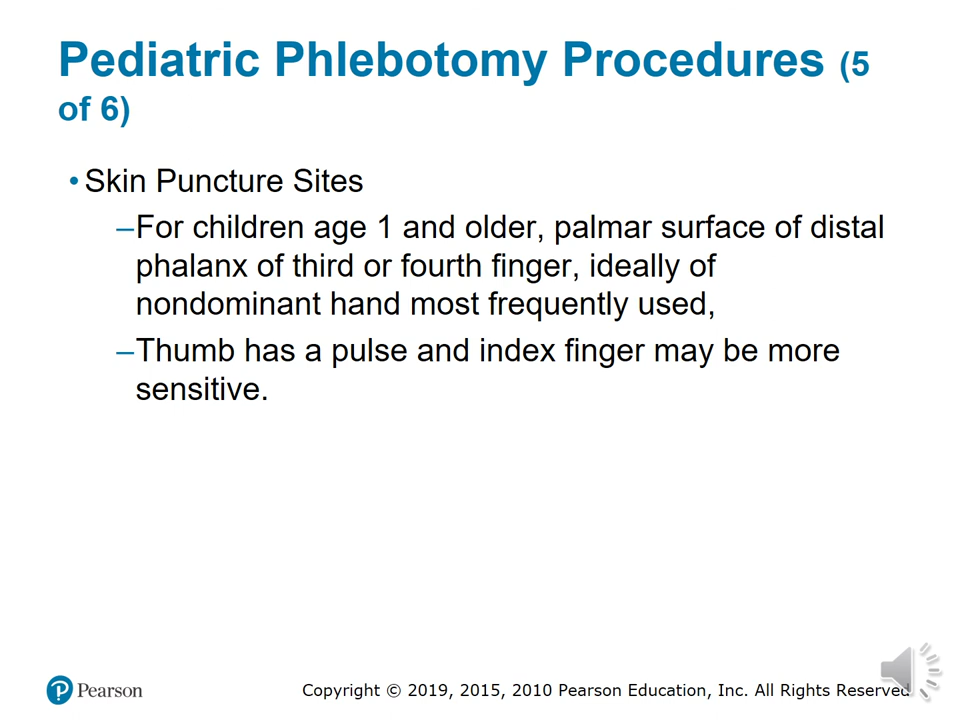 Pediatric Phlebotomy Procedures (5
of 6)
• Skin Puncture Sites
–For children age 1 and older, palmar surface of distal
phalanx of third or fourth finger, ideally of
nondominant hand most frequently used,
–Thumb has a pulse and index finger may be more
sensitive.
Pearson
Copyright © 2019, 2015, 2010 Pearson Education, Inc. All Rights Reserved